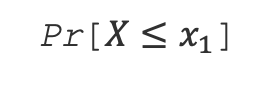 Pr[X ≤ x₁]